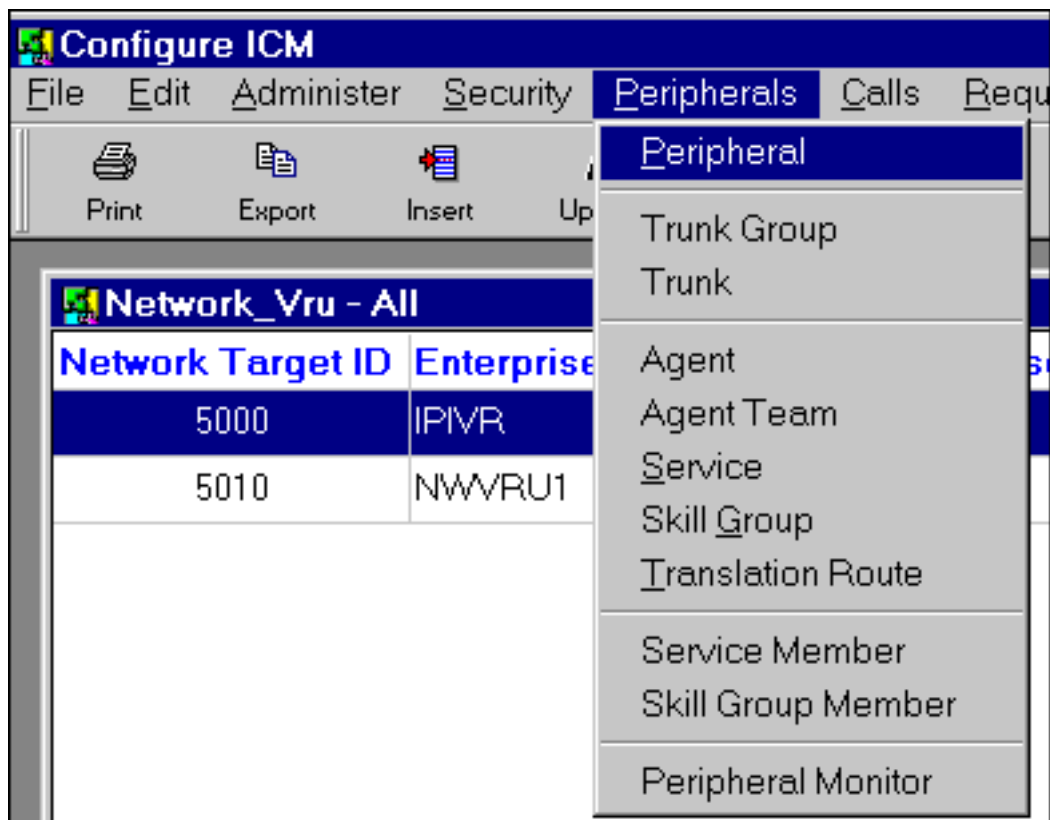 Configure ICM
File Edit Administer Security Peripherals Calls
Print Export Insert
Peripheral
Trunk Group
Trunk
Agent
Agent Team
Service
Skill Group
Translation Route
Service Member
Skill Group Member
Peripheral Monitor
Network_Vru - All
Network Target ID Enterprise
5000 IPIVR
5010 NWVRU1